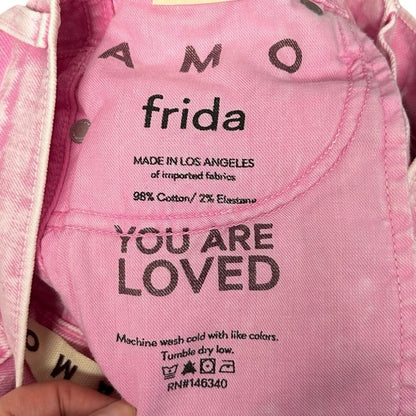 AMO
frida
MADE IN LOS ANGELES
of imported fabrics
98% Cotton/ 2% Elastane
YOU ARE
LOVED
Machine wash cold with like colors.
Tumble dry low.
RN#146340